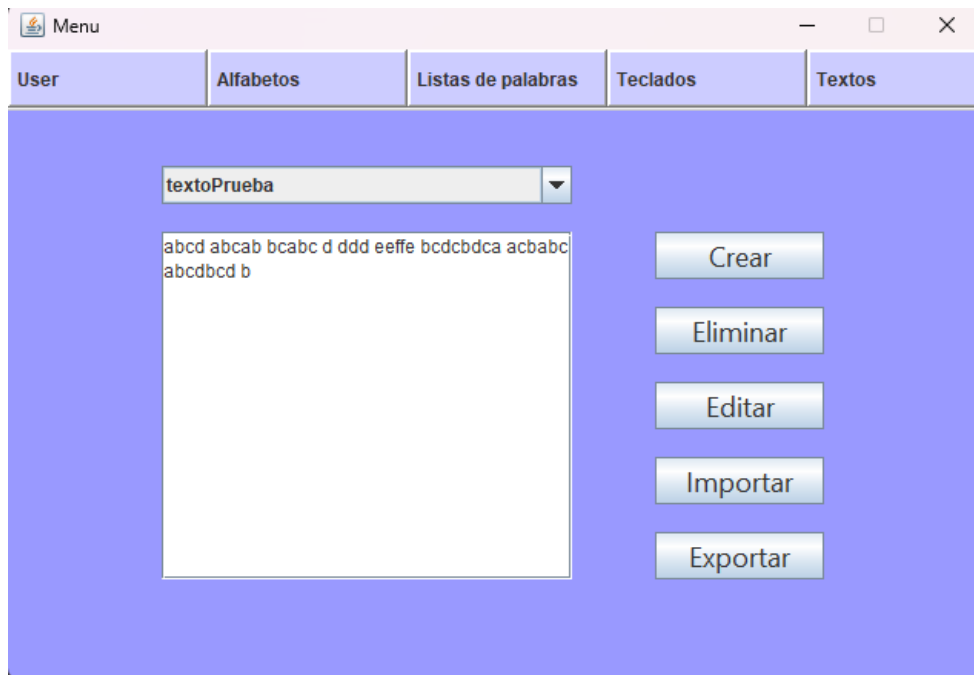 Menu
User Alfabetos Listas de palabras Teclados Textos
textoPrueba
abcd abcab bcabc d ddd eeffe bcdcbdca acbabc
abcdbcd b
Crear
Eliminar
Editar
Importar
Exportar